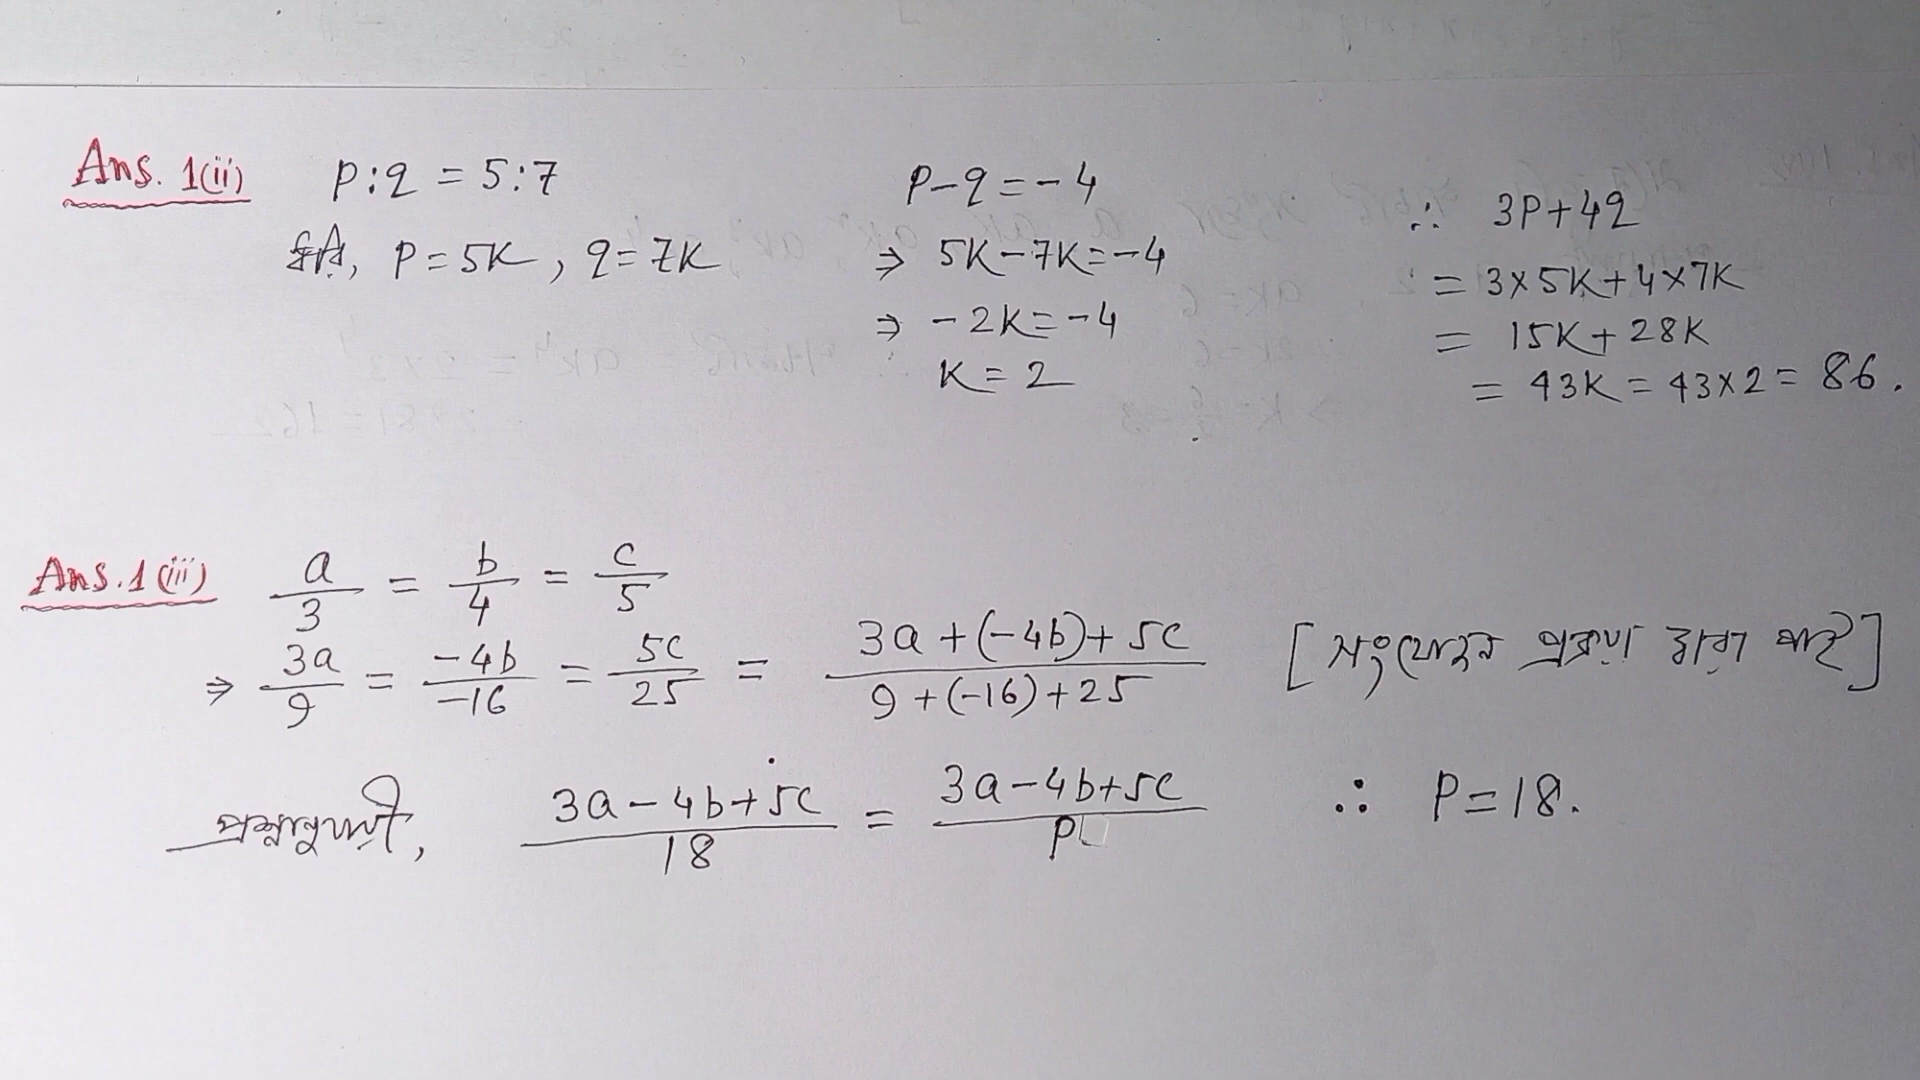 Ans. 1(ii) p:q = 5:7
ধরি, p=5K, q=7K
p-q=-4
⇒ 5K-7K=-4
⇒ -2K=-4
K=2
∴ 3p+4q
= 3×5K+4×7K
= 15K+28K
= 43K = 43×2 = 86.
Ans. 1(iii) a/3 = b/4 = c/5
⇒ 3a/9 = -4b/-16 = 5c/25 = (3a+(-4b)+5c)/(9+(-16)+25) [সংযোজন প্রক্রিয়া দ্বারা পাই]
প্রশ্নানুযায়ী, (3a-4b+5c)/18 = (3a-4b+5c)/p ∴ p=18.